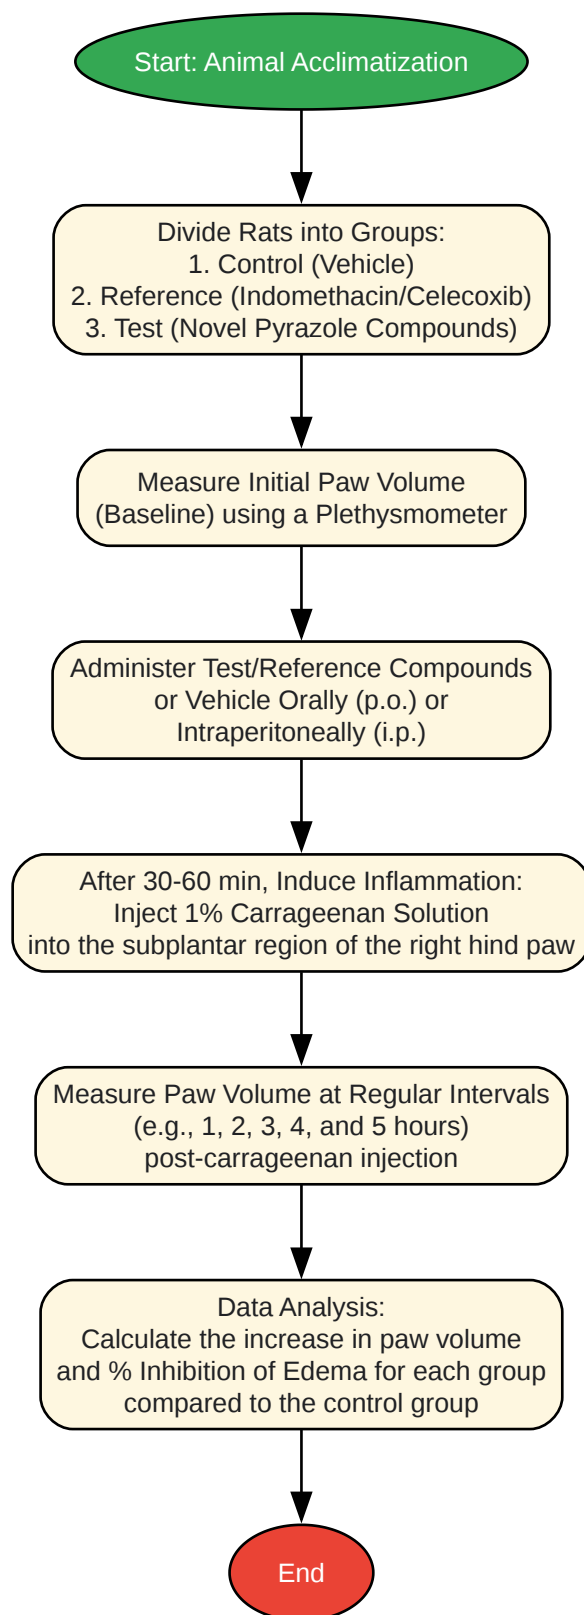 Start: Animal Acclimatization
Divide Rats into Groups:
1. Control (Vehicle)
2. Reference (Indomethacin/Celecoxib)
3. Test (Novel Pyrazole Compounds)
Measure Initial Paw Volume
(Baseline) using a Plethysmometer
Administer Test/Reference Compounds
or Vehicle Orally (p.o.) or
Intraperitoneally (i.p.)
After 30-60 min, Induce Inflammation:
Inject 1% Carrageenan Solution
into the subplantar region of the right hind paw
Measure Paw Volume at Regular Intervals
(e.g., 1, 2, 3, 4, and 5 hours)
post-carrageenan injection
Data Analysis:
Calculate the increase in paw volume
and % Inhibition of Edema for each group
compared to the control group
End